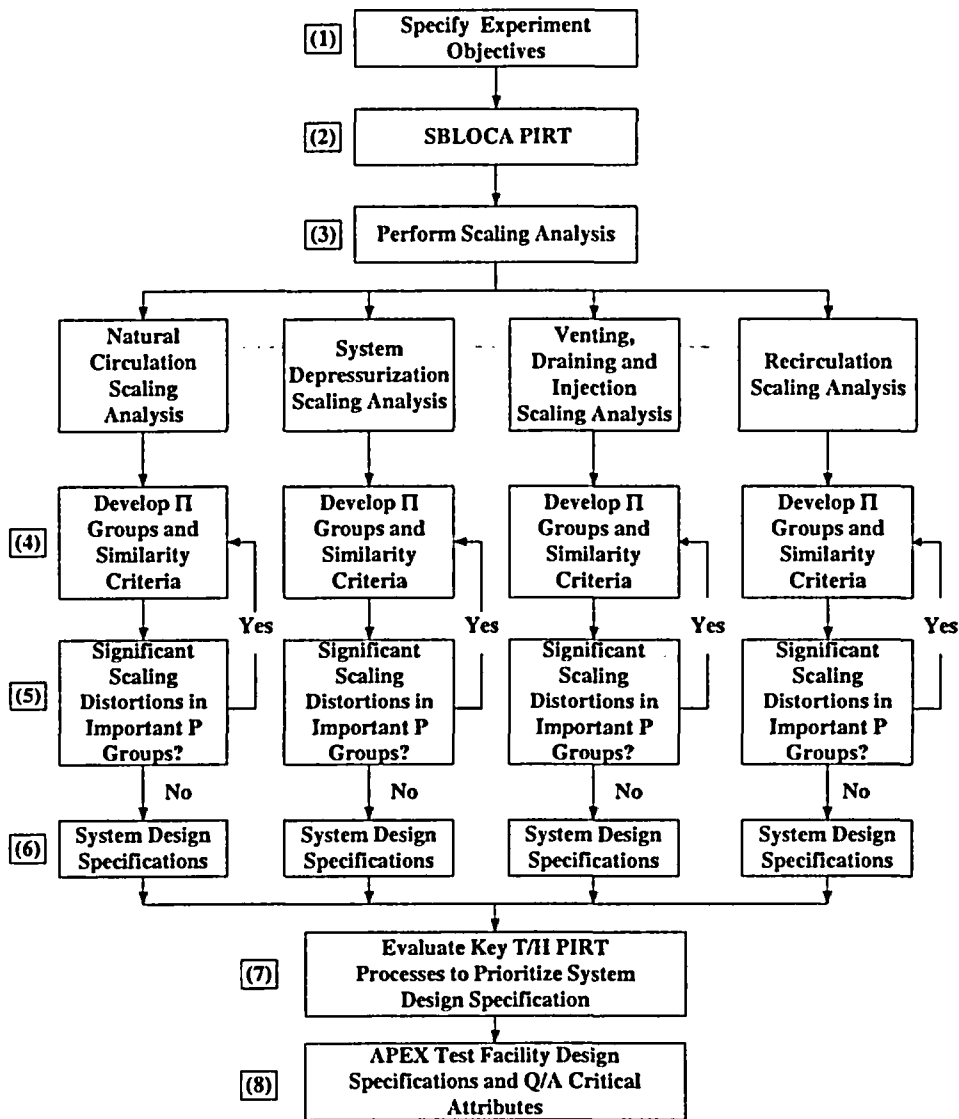 (1)
Specify Experiment
Objectives
(2)
SBLOCA PIRT
(3)
Perform Scaling Analysis
Natural
Circulation
Scaling
Analysis
System
Depressurization
Scaling Analysis
Venting,
Draining and
Injection
Scaling Analysis
Recirculation
Scaling Analysis
(4)
Develop Π
Groups and
Similarity
Criteria
Develop Π
Groups and
Similarity
Criteria
Develop Π
Groups and
Similarity
Criteria
Develop Π
Groups and
Similarity
Criteria
Yes
Yes
Yes
Yes
(5)
Significant
Scaling
Distortions in
Important P
Groups?
Significant
Scaling
Distortions in
Important P
Groups?
Significant
Scaling
Distortions in
Important P
Groups?
Significant
Scaling
Distortions in
Important P
Groups?
No
No
No
No
(6)
System Design
Specifications
System Design
Specifications
System Design
Specifications
System Design
Specifications
(7)
Evaluate Key T/H PIRT
Processes to Prioritize System
Design Specification
(8)
APEX Test Facility Design
Specifications and Q/A Critical
Attributes